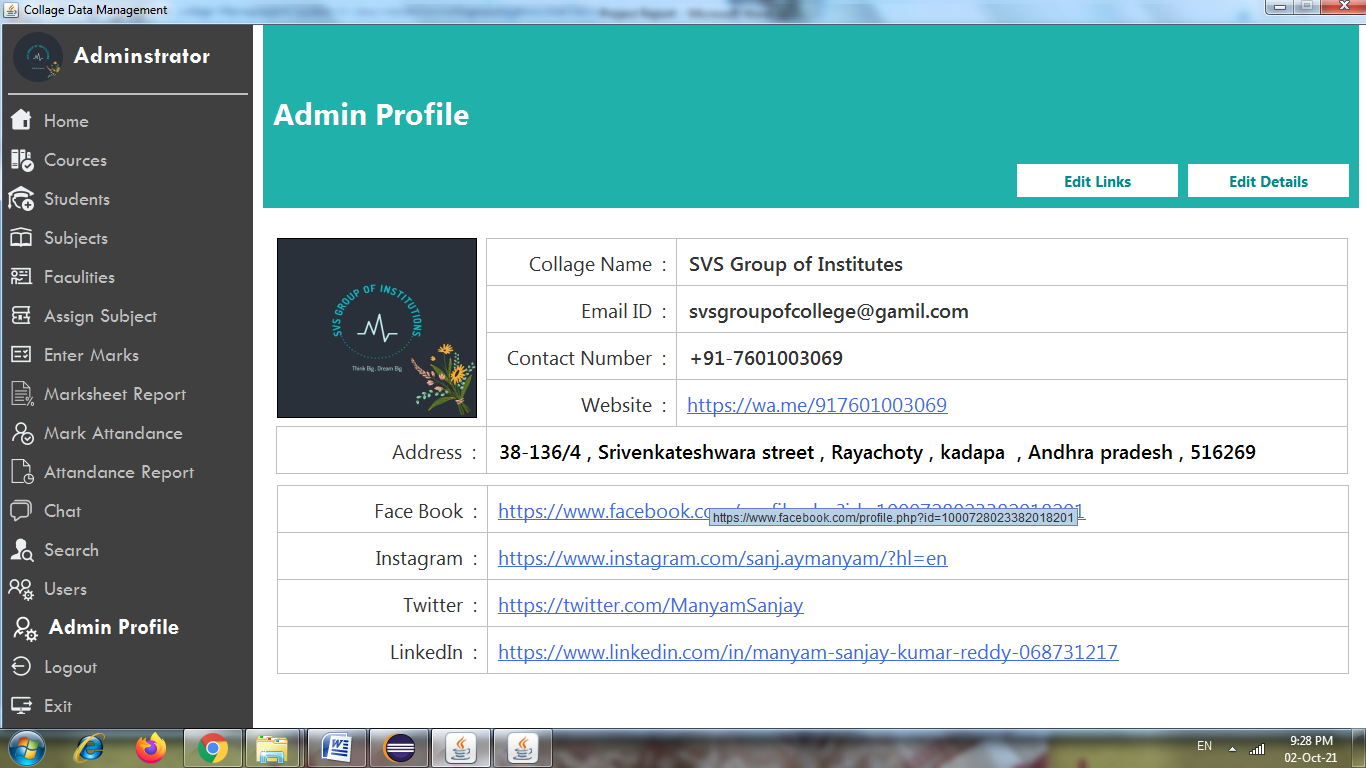 Collage Data Management
Adminstrator
Home
Cources
Students
Subjects
Faculities
Assign Subject
Enter Marks
Marksheet Report
Mark Attandance
Attandance Report
Chat
Search
Users
Admin Profile
Logout
Exit
Admin Profile
Edit Links
Edit Details
SVS GROUP OF INSTITUTIONS
Think Big . Dream Big
Collage Name : SVS Group of Institutes
Email ID : svsgroupofcollege@gamil.com
Contact Number : +91-7601003069
Website : https://wa.me/917601003069
Address : 38-136/4 , Srivenkateshwara street , Rayachoty , kadapa , Andhra pradesh , 516269
Face Book : https://www.facebook.com/profile.php?id=1000728023382018201
https://www.facebook.com/profile.php?id=1000728023382018201
Instagram : https://www.instagram.com/sanj.aymanyam/?hl=en
Twitter : https://twitter.com/ManyamSanjay
LinkedIn : https://www.linkedin.com/in/manyam-sanjay-kumar-reddy-068731217
EN
9:28 PM
02-Oct-21